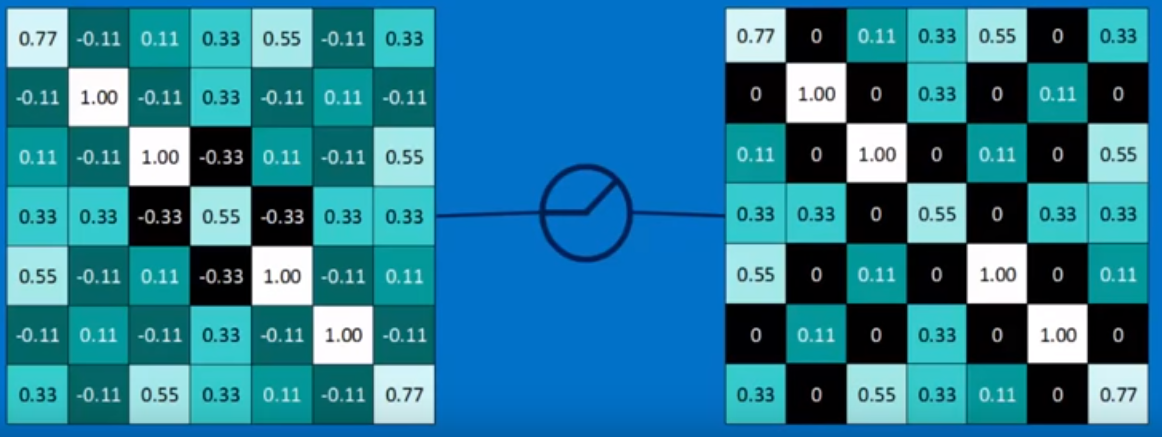 0.77 -0.11 0.11 0.33 0.55 -0.11 0.33
-0.11 1.00 -0.11 0.33 -0.11 0.11 -0.11
0.11 -0.11 1.00 -0.33 0.11 -0.11 0.55
0.33 0.33 -0.33 0.55 -0.33 0.33 0.33
0.55 -0.11 0.11 -0.33 1.00 -0.11 0.11
-0.11 0.11 -0.11 0.33 -0.11 1.00 -0.11
0.33 -0.11 0.55 0.33 0.11 -0.11 0.77
0.77 0 0.11 0.33 0.55 0 0.33
0 1.00 0 0.33 0 0.11 0
0.11 0 1.00 0 0.11 0 0.55
0.33 0.33 0 0.55 0 0.33 0.33
0.55 0 0.11 0 1.00 0 0.11
0 0.11 0 0.33 0 1.00 0
0.33 0 0.55 0.33 0.11 0 0.77